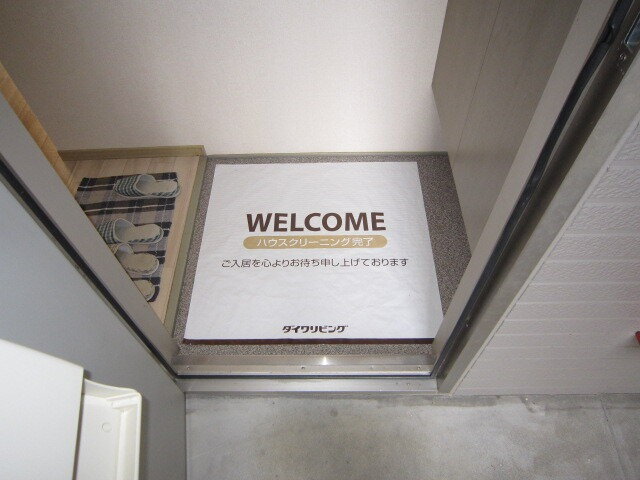 WELCOME
ハウスクリーニング完了
ご入居を心よりお待ち申し上げております
ダイワリビング